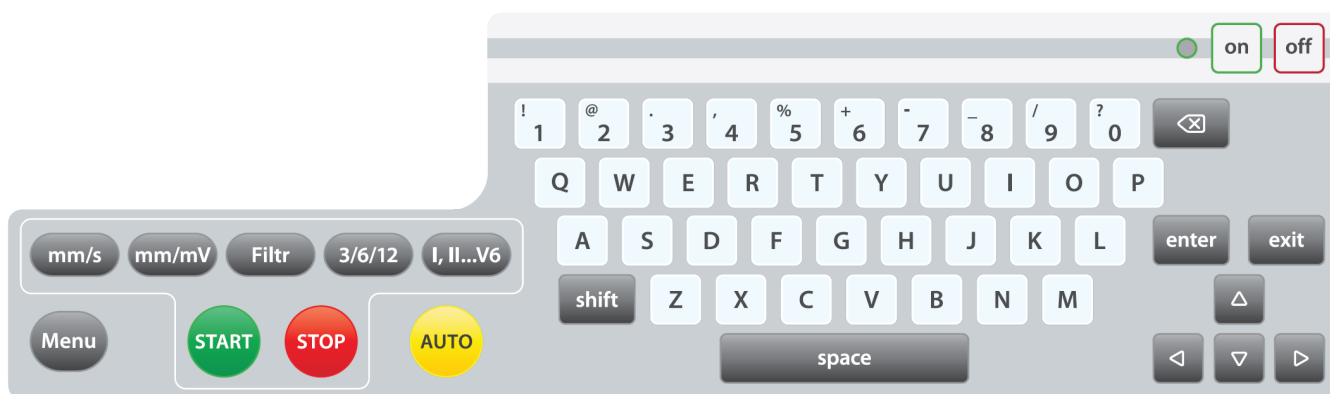 on off
! 1 @ 2 . 3 , 4 % 5 + 6 - 7 _ 8 / 9 ? 0
Q W E R T Y U I O P
A S D F G H J K L enter exit
mm/s mm/mV Filtr 3/6/12 I, II...V6
shift Z X C V B N M
Menu START STOP AUTO
space